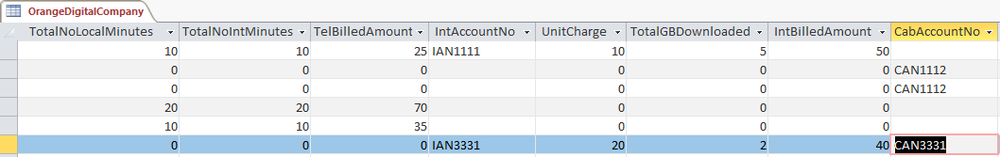 OrangeDigitalCompany
TotalNoLocalMinutes TotalNoIntMinutes TelBilledAmount IntAccountNo UnitCharge TotalGBDownloaded IntBilledAmount CabAccountNo
10 10 25 IAN1111 10 5 50
0 0 0 0 0 0 CAN1112
0 0 0 0 0 0 CAN1112
20 20 70 0 0 0
10 10 35 0 0 0
0 0 0 IAN3331 20 2 40 CAN3331